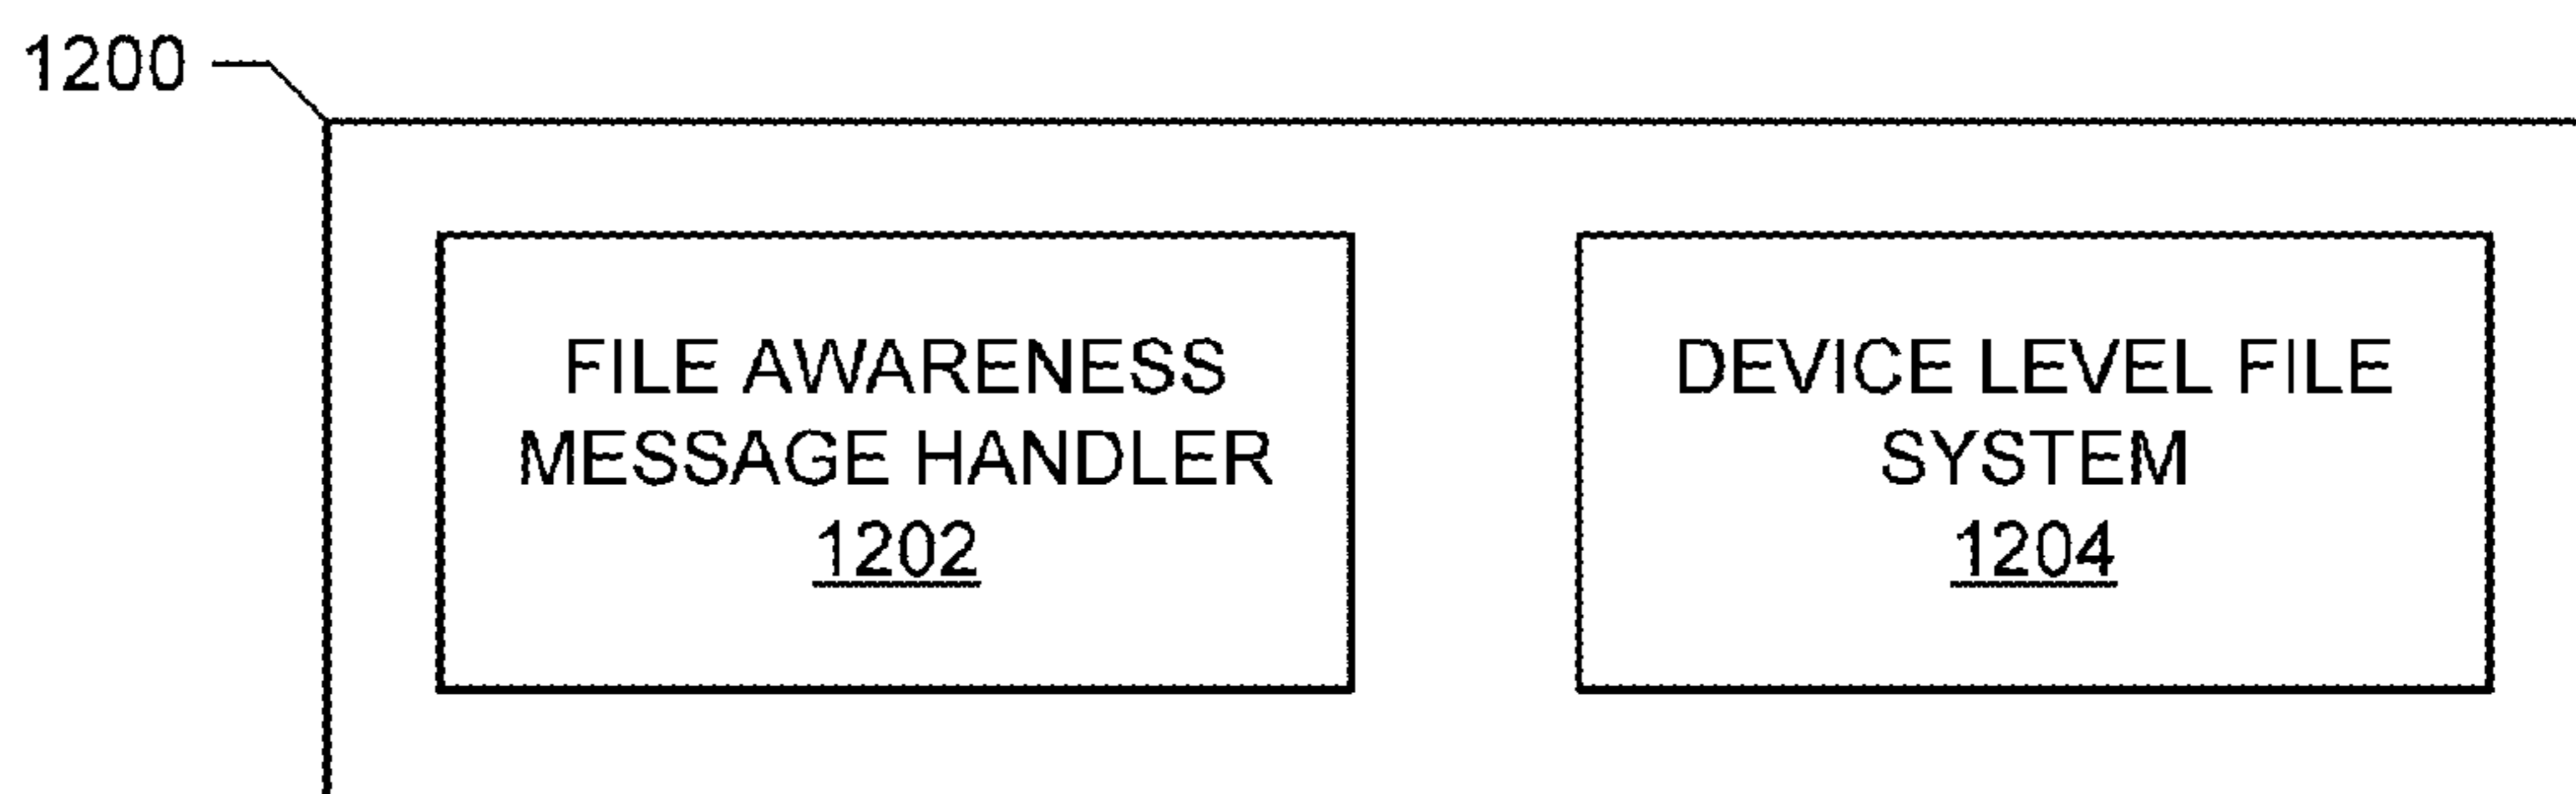 1200
FILE AWARENESS
MESSAGE HANDLER
1202
DEVICE LEVEL FILE
SYSTEM
1204